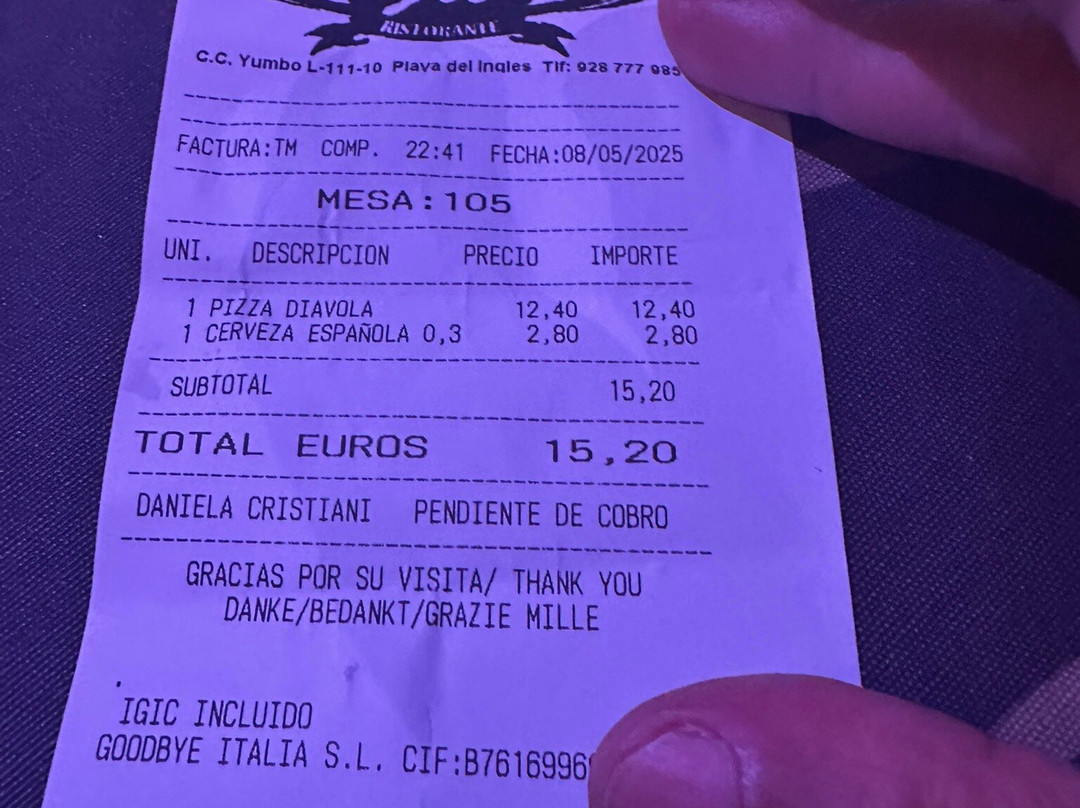 RISTORANTE
C.C. Yumbo L-111-10 Playa del Ingles Tlf: 928 777 985
FACTURA:TM COMP. 22:41 FECHA:08/05/2025
MESA:105
UNI. DESCRIPCION PRECIO IMPORTE
1 PIZZA DIAVOLA 12,40 12,40
1 CERVEZA ESPAÑOLA 0,3 2,80 2,80
SUBTOTAL 15,20
TOTAL EUROS 15,20
DANIELA CRISTIANI PENDIENTE DE COBRO
GRACIAS POR SU VISITA/ THANK YOU
DANKE/BEDANKT/GRAZIE MILLE
IGIC INCLUIDO
GOODBYE ITALIA S.L. CIF:B7616996